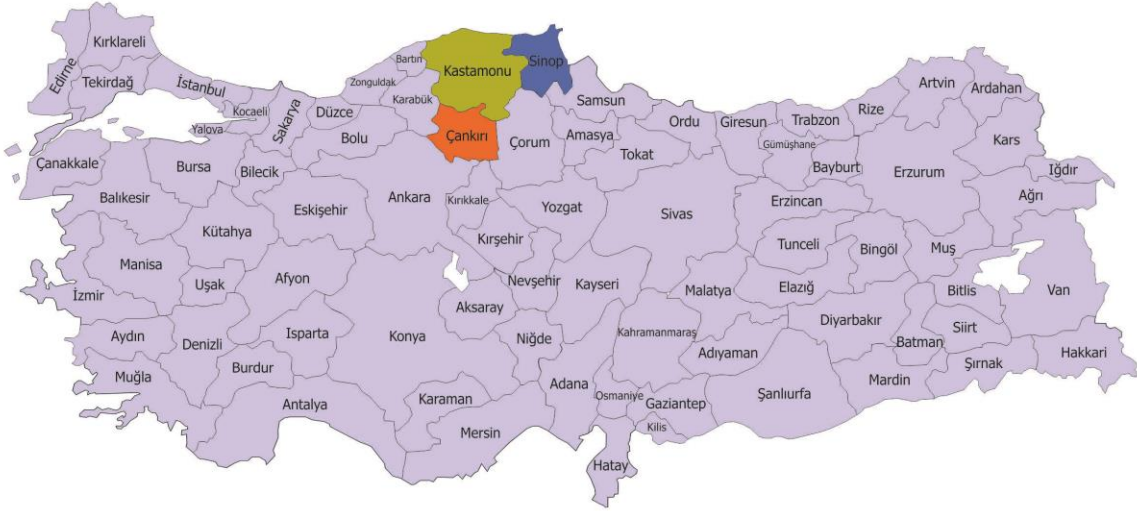 Kırklareli
Edirne
Tekirdağ
İstanbul
Kocaeli
Yalova
Sakarya
Düzce
Zonguldak
Bartın
Karabük
Kastamonu
Sinop
Çankırı
Bolu
Samsun
Çorum
Amasya
Tokat
Ordu
Giresun
Trabzon
Gümüşhane
Bayburt
Rize
Artvin
Ardahan
Kars
Iğdır
Erzurum
Ağrı
Çanakkale
Bursa
Bilecik
Balıkesir
Eskişehir
Ankara
Kırıkkale
Yozgat
Sivas
Erzincan
Kütahya
Kırşehir
Tunceli
Bingöl
Muş
Manisa
Uşak
Afyon
Nevşehir
Kayseri
Malatya
Elazığ
Bitlis
Van
İzmir
Aksaray
Diyarbakır
Siirt
Aydın
Denizli
Isparta
Konya
Niğde
Kahramanmaraş
Adıyaman
Batman
Şırnak
Hakkari
Muğla
Burdur
Antalya
Karaman
Adana
Osmaniye
Gaziantep
Şanlıurfa
Mardin
Mersin
Kilis
Hatay